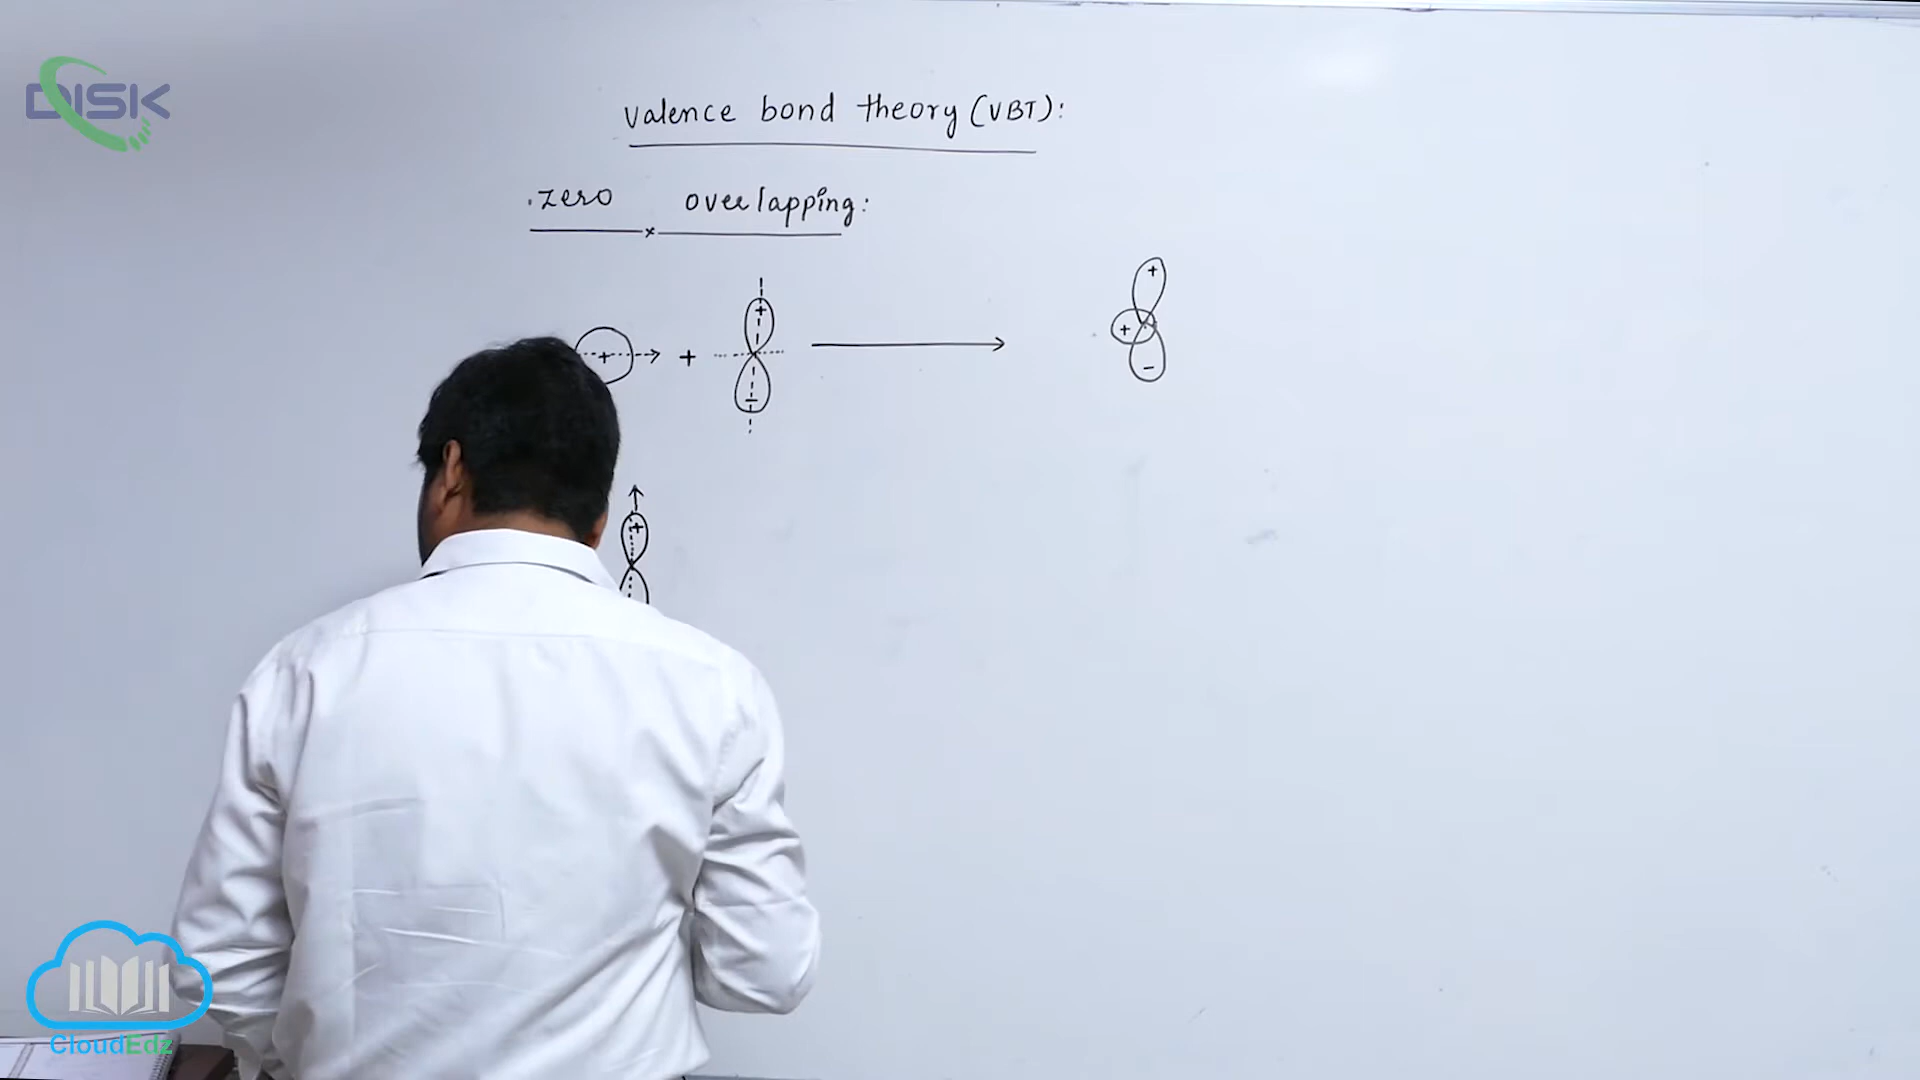 DISK
Valence bond theory (VBT):
.zero overlapping:
+ + + - + + -
+
CloudEdz